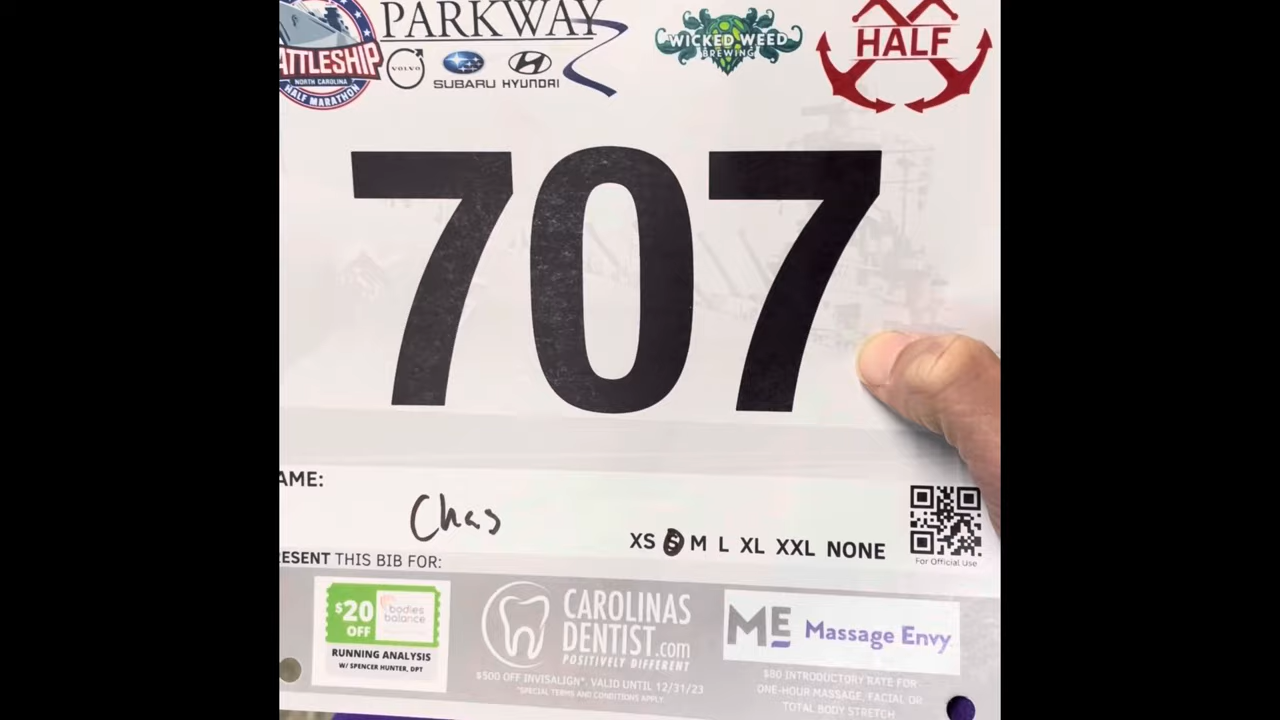 PARKWAY
VOLVO
SUBARU HYUNDAI
ATTLESHIP
NORTH CAROLINA
HALF MARATHON
WICKED WEED
BREWING
HALF
707
AME:
Chas
XS S M L XL XXL NONE
For Official Use
RESENT THIS BIB FOR:
$20
OFF
bodies
balance
RUNNING ANALYSIS
W/ SPENCER HUNTER, DPT
CAROLINAS
DENTIST.com
POSITIVELY DIFFERENT
$500 OFF INVISALIGN*. VALID UNTIL 12/31/23
*SPECIAL TERMS AND CONDITIONS APPLY
ME Massage Envy
$80 INTRODUCTORY RATE FOR
ONE-HOUR MASSAGE, FACIAL OR
TOTAL BODY STRETCH